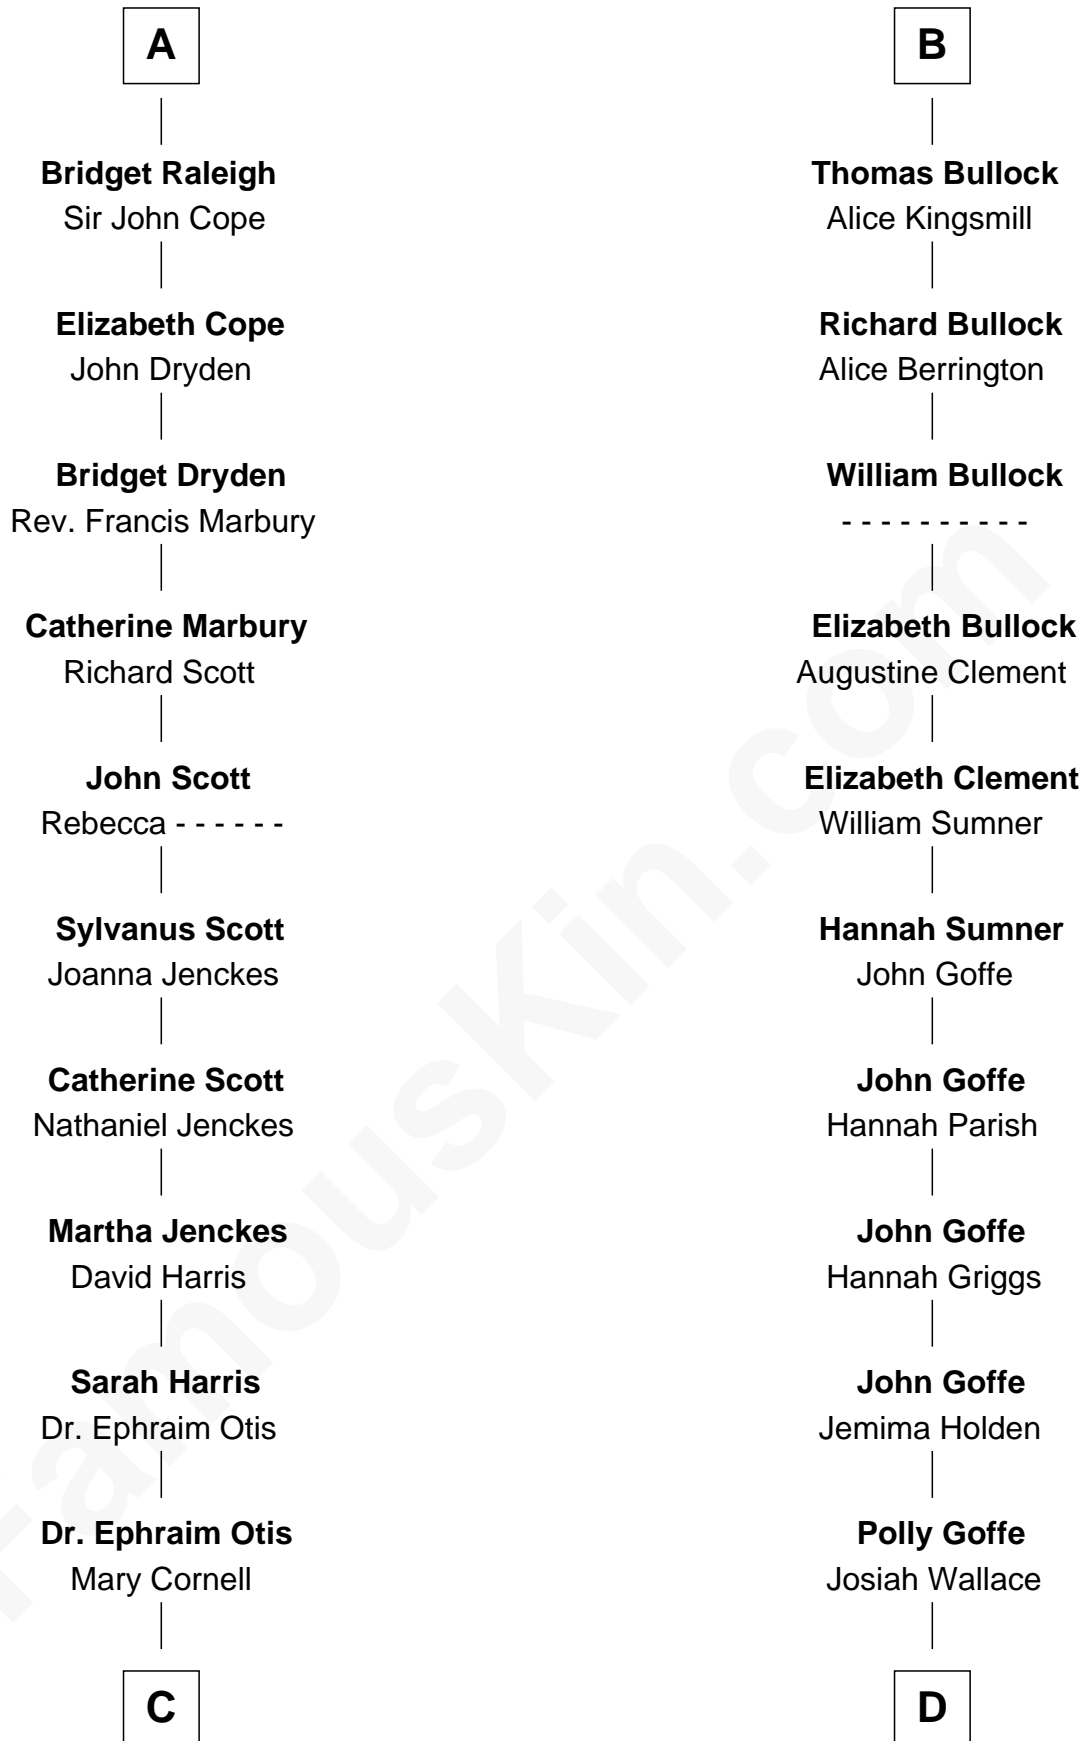 A
Bridget Raleigh
Sir John Cope
Elizabeth Cope
John Dryden
Bridget Dryden
Rev. Francis Marbury
Catherine Marbury
Richard Scott
John Scott
Rebecca - - - - - -
Sylvanus Scott
Joanna Jenckes
Catherine Scott
Nathaniel Jenckes
Martha Jenckes
David Harris
Sarah Harris
Dr. Ephraim Otis
Dr. Ephraim Otis
Mary Cornell
C
B
Thomas Bullock
Alice Kingsmill
Richard Bullock
Alice Berrington
William Bullock
- - - - - - - - - -
Elizabeth Bullock
Augustine Clement
Elizabeth Clement
William Sumner
Hannah Sumner
John Goffe
John Goffe
Hannah Parish
John Goffe
Hannah Griggs
John Goffe
Jemima Holden
Polly Goffe
Josiah Wallace
D
FamousKin.com